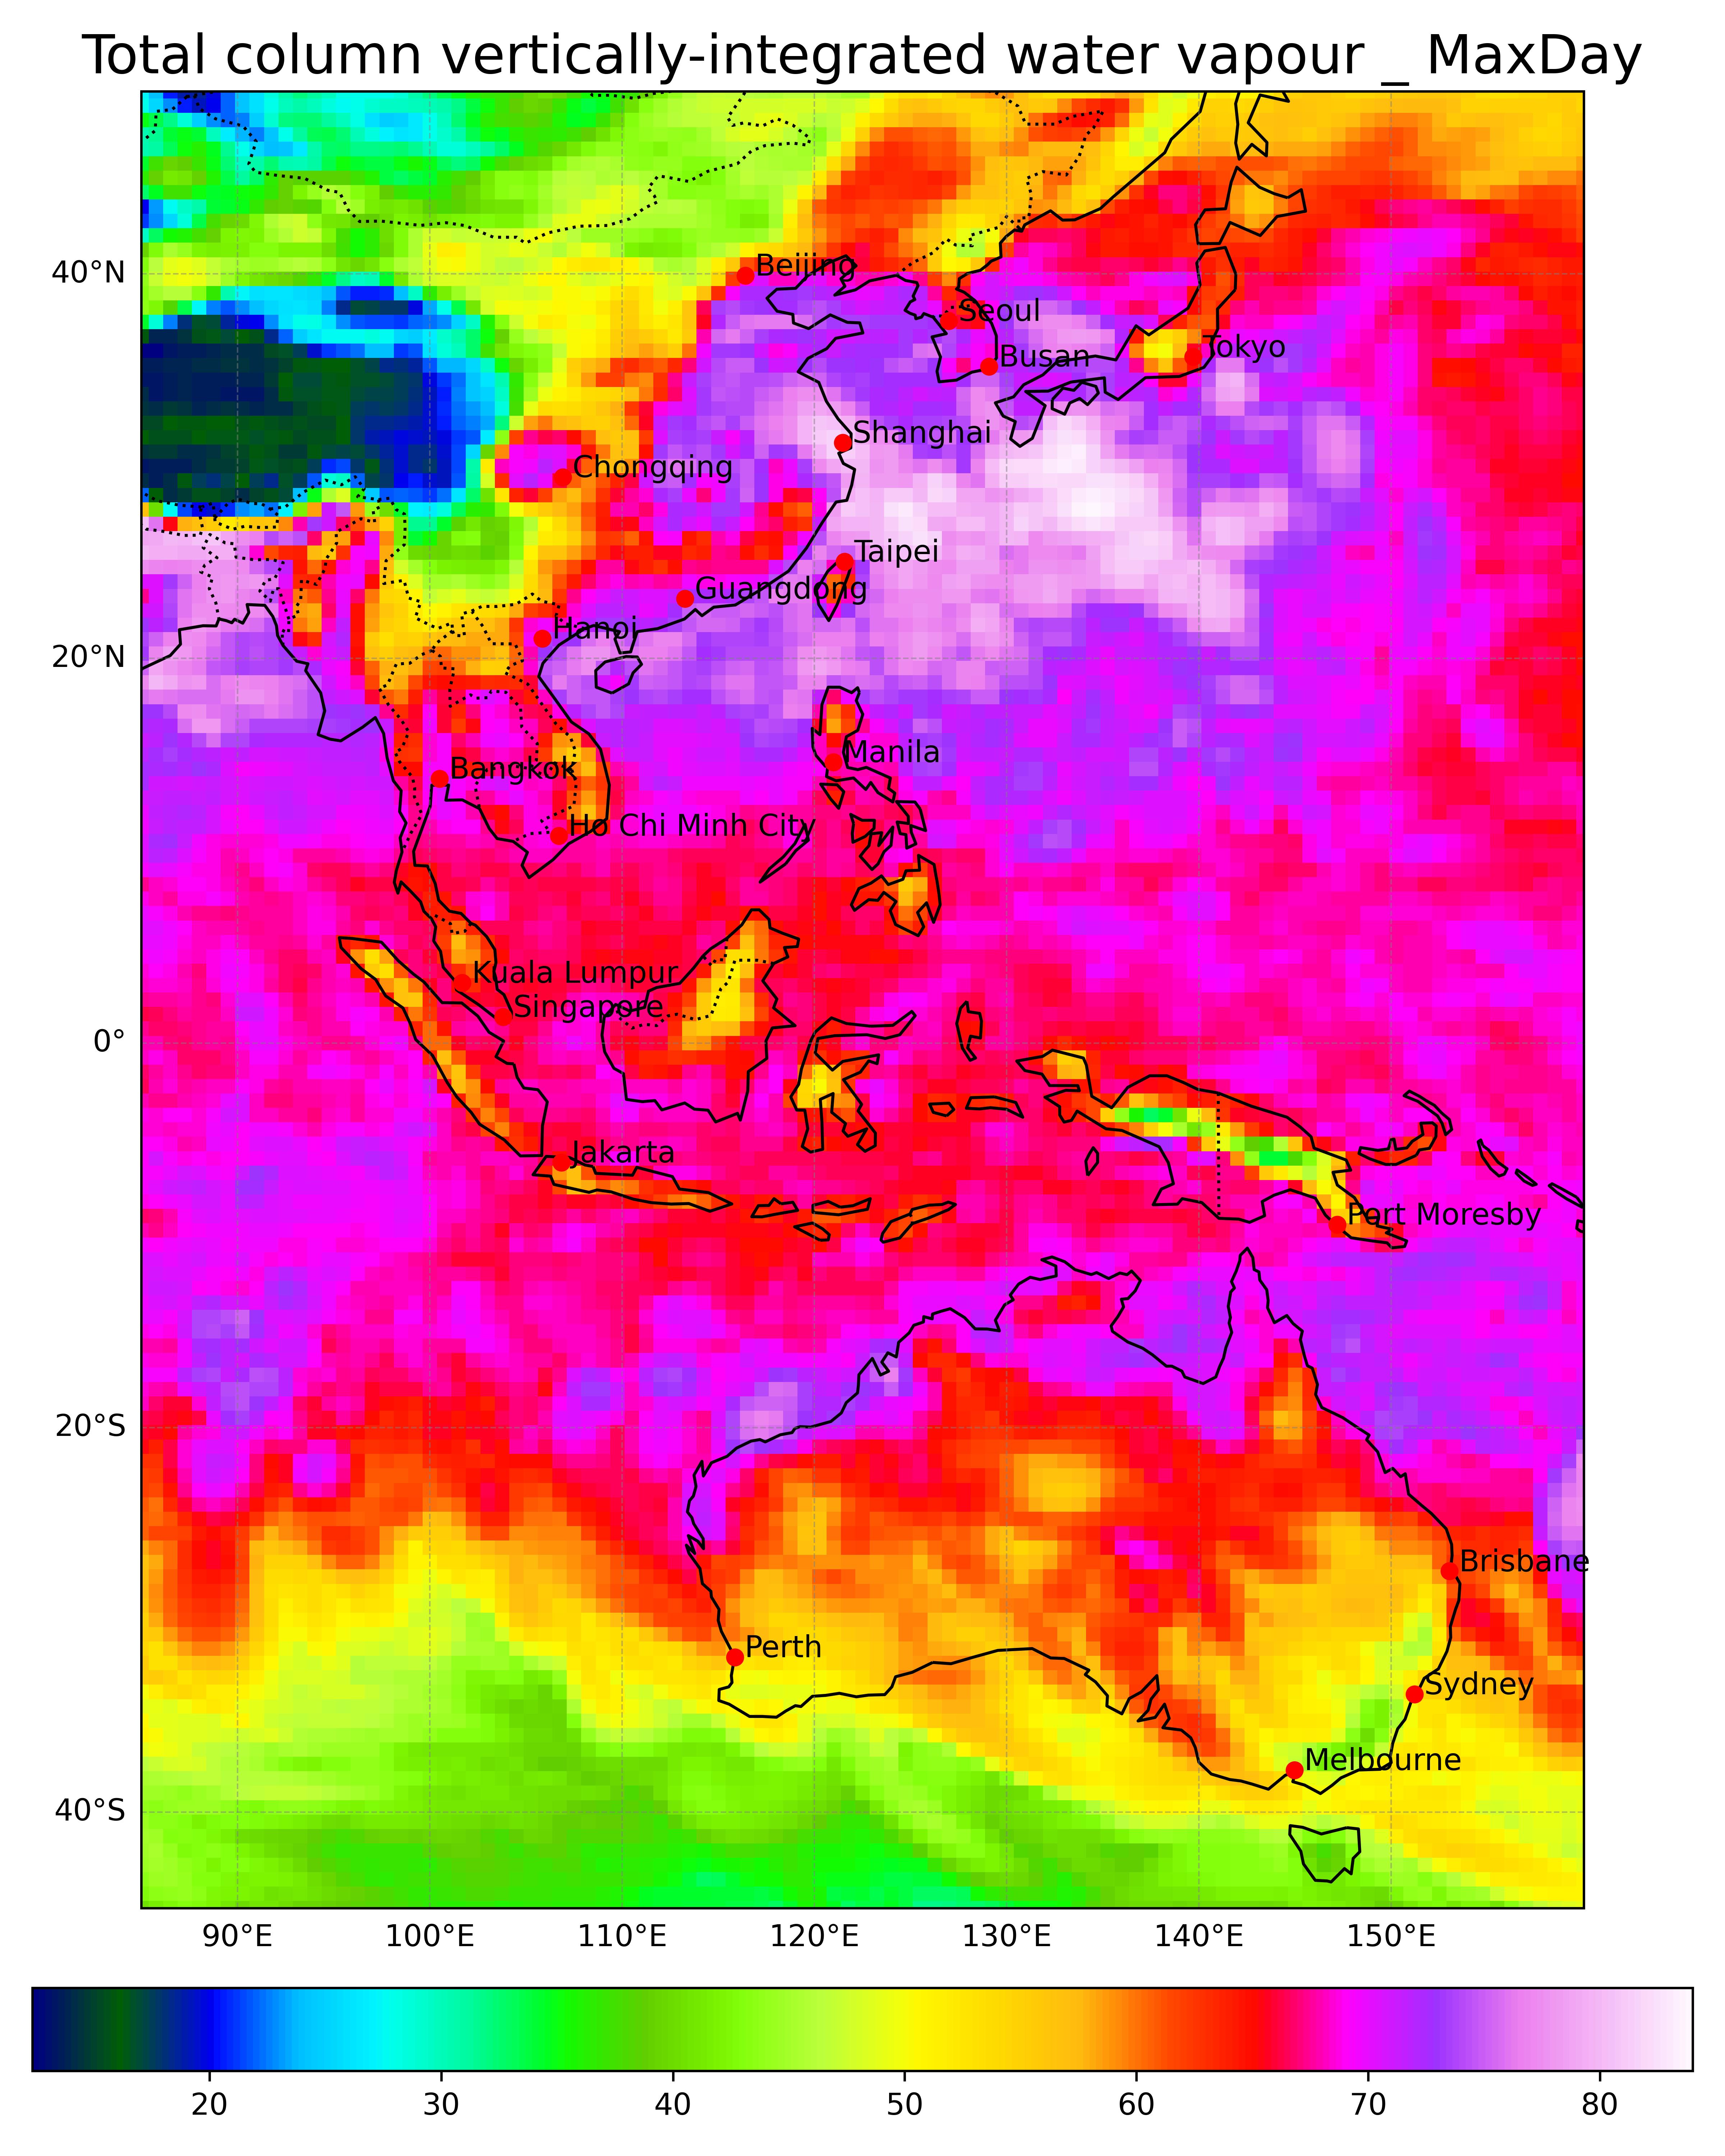 Total column vertically-integrated water vapour _ MaxDay
40°N
20°N
0°
20°S
40°S
Beijing
Seoul
Busan
Tokyo
Shanghai
Chongqing
Taipei
Guangdong
Hanoi
Manila
Bangkok
Ho Chi Minh City
Kuala Lumpur
Singapore
Jakarta
Port Moresby
Brisbane
Perth
Sydney
Melbourne
90°E 100°E 110°E 120°E 130°E 140°E 150°E
20 30 40 50 60 70 80